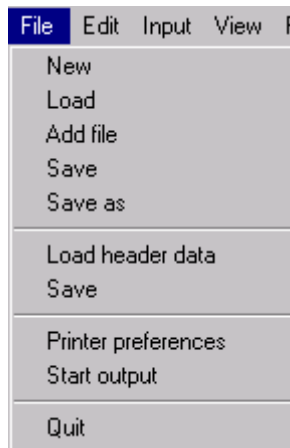 File Edit Input View
New
Load
Add file
Save
Save as
Load header data
Save
Printer preferences
Start output
Quit